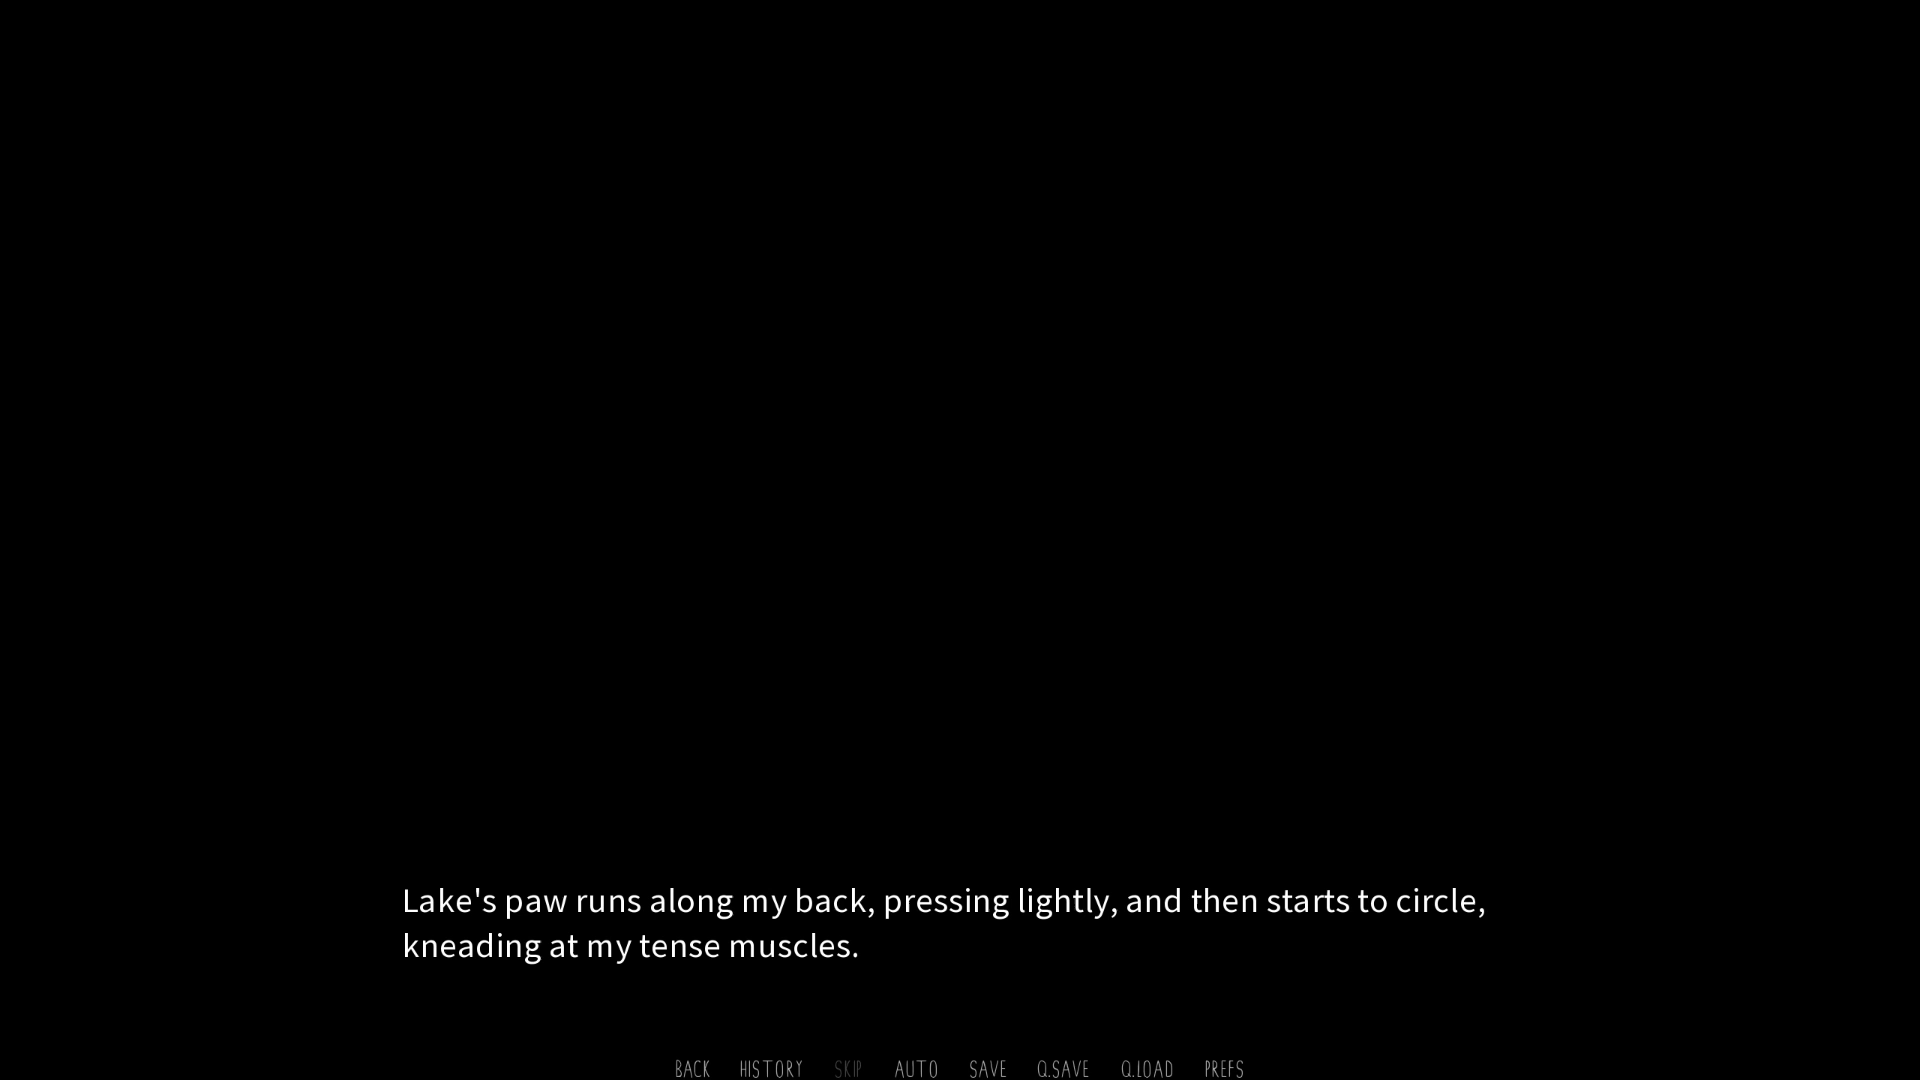 Lake's paw runs along my back, pressing lightly, and then starts to circle,
kneading at my tense muscles.
BACK HISTORY SKIP AUTO SAVE Q.SAVE Q.LOAD PREFS